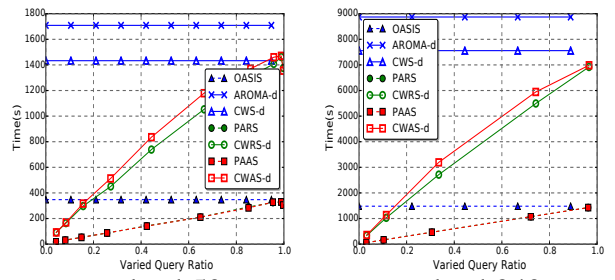 1800
1600
1400
1200
1000
800
600
400
200
0
Time(s)
0.0 0.2 0.4 0.6 0.8 1.0
Varied Query Ratio
OASIS
AROMA-d
CWS-d
PARS
CWRS-d
PAAS
CWAS-d
9000
8000
7000
6000
5000
4000
3000
2000
1000
0
Time(s)
0.0 0.2 0.4 0.6 0.8 1.0
Varied Query Ratio
OASIS
AROMA-d
CWS-d
PARS
CWRS-d
PAAS
CWAS-d